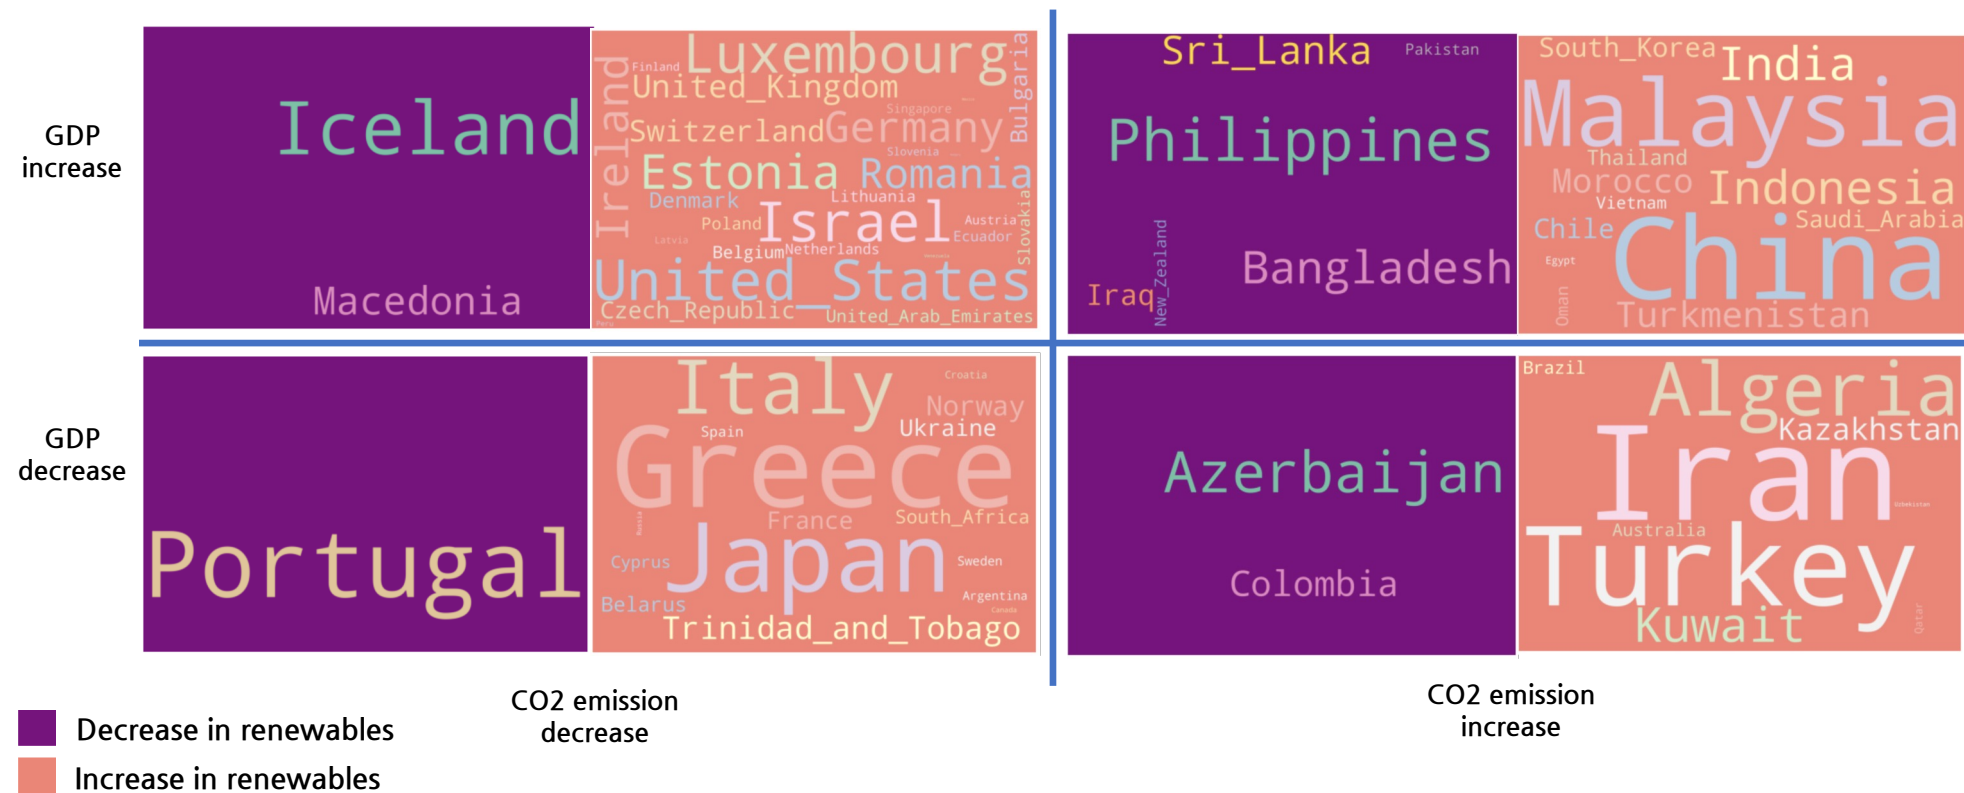 GDP
increase
Iceland
Macedonia
Luxembourg
Finland
United_Kingdom
Bulgaria
Ireland
Singapore
Switzerland
Germany
Slovenia
Estonia
Romania
Denmark
Lithuania
Poland
Israel
Austria
Slovakia
Latvia
Ecuador
Belgium
Netherlands
United_States
Czech_Republic
United_Arab_Emirates
Peru
Sri_Lanka
Pakistan
Philippines
Bangladesh
Iraq
New_Zealand
South_Korea
India
Malaysia
Thailand
Morocco
Indonesia
Vietnam
Saudi_Arabia
Chile
China
Egypt
Oman
Turkmenistan
GDP
decrease
Portugal
Italy
Croatia
Norway
Spain
Ukraine
Greece
Russia
France
South_Africa
Japan
Cyprus
Sweden
Belarus
Argentina
Canada
Trinidad_and_Tobago
Azerbaijan
Colombia
Brazil
Algeria
Kazakhstan
Iran
Uzbekistan
Australia
Turkey
Kuwait
Qatar
CO2 emission
decrease
CO2 emission
increase
Decrease in renewables
Increase in renewables